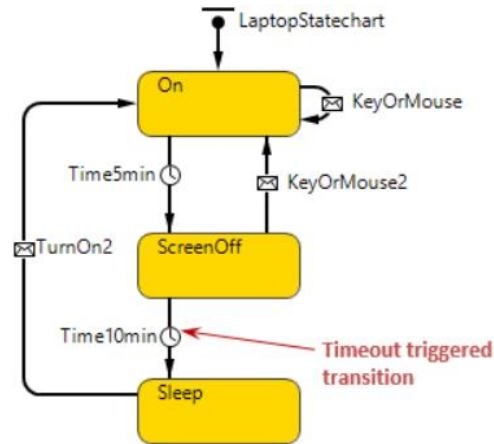 LaptopStatechart
On
KeyOrMouse
Time5min
KeyOrMouse2
TurnOn2
ScreenOff
Time10min
Timeout triggered
transition
Sleep